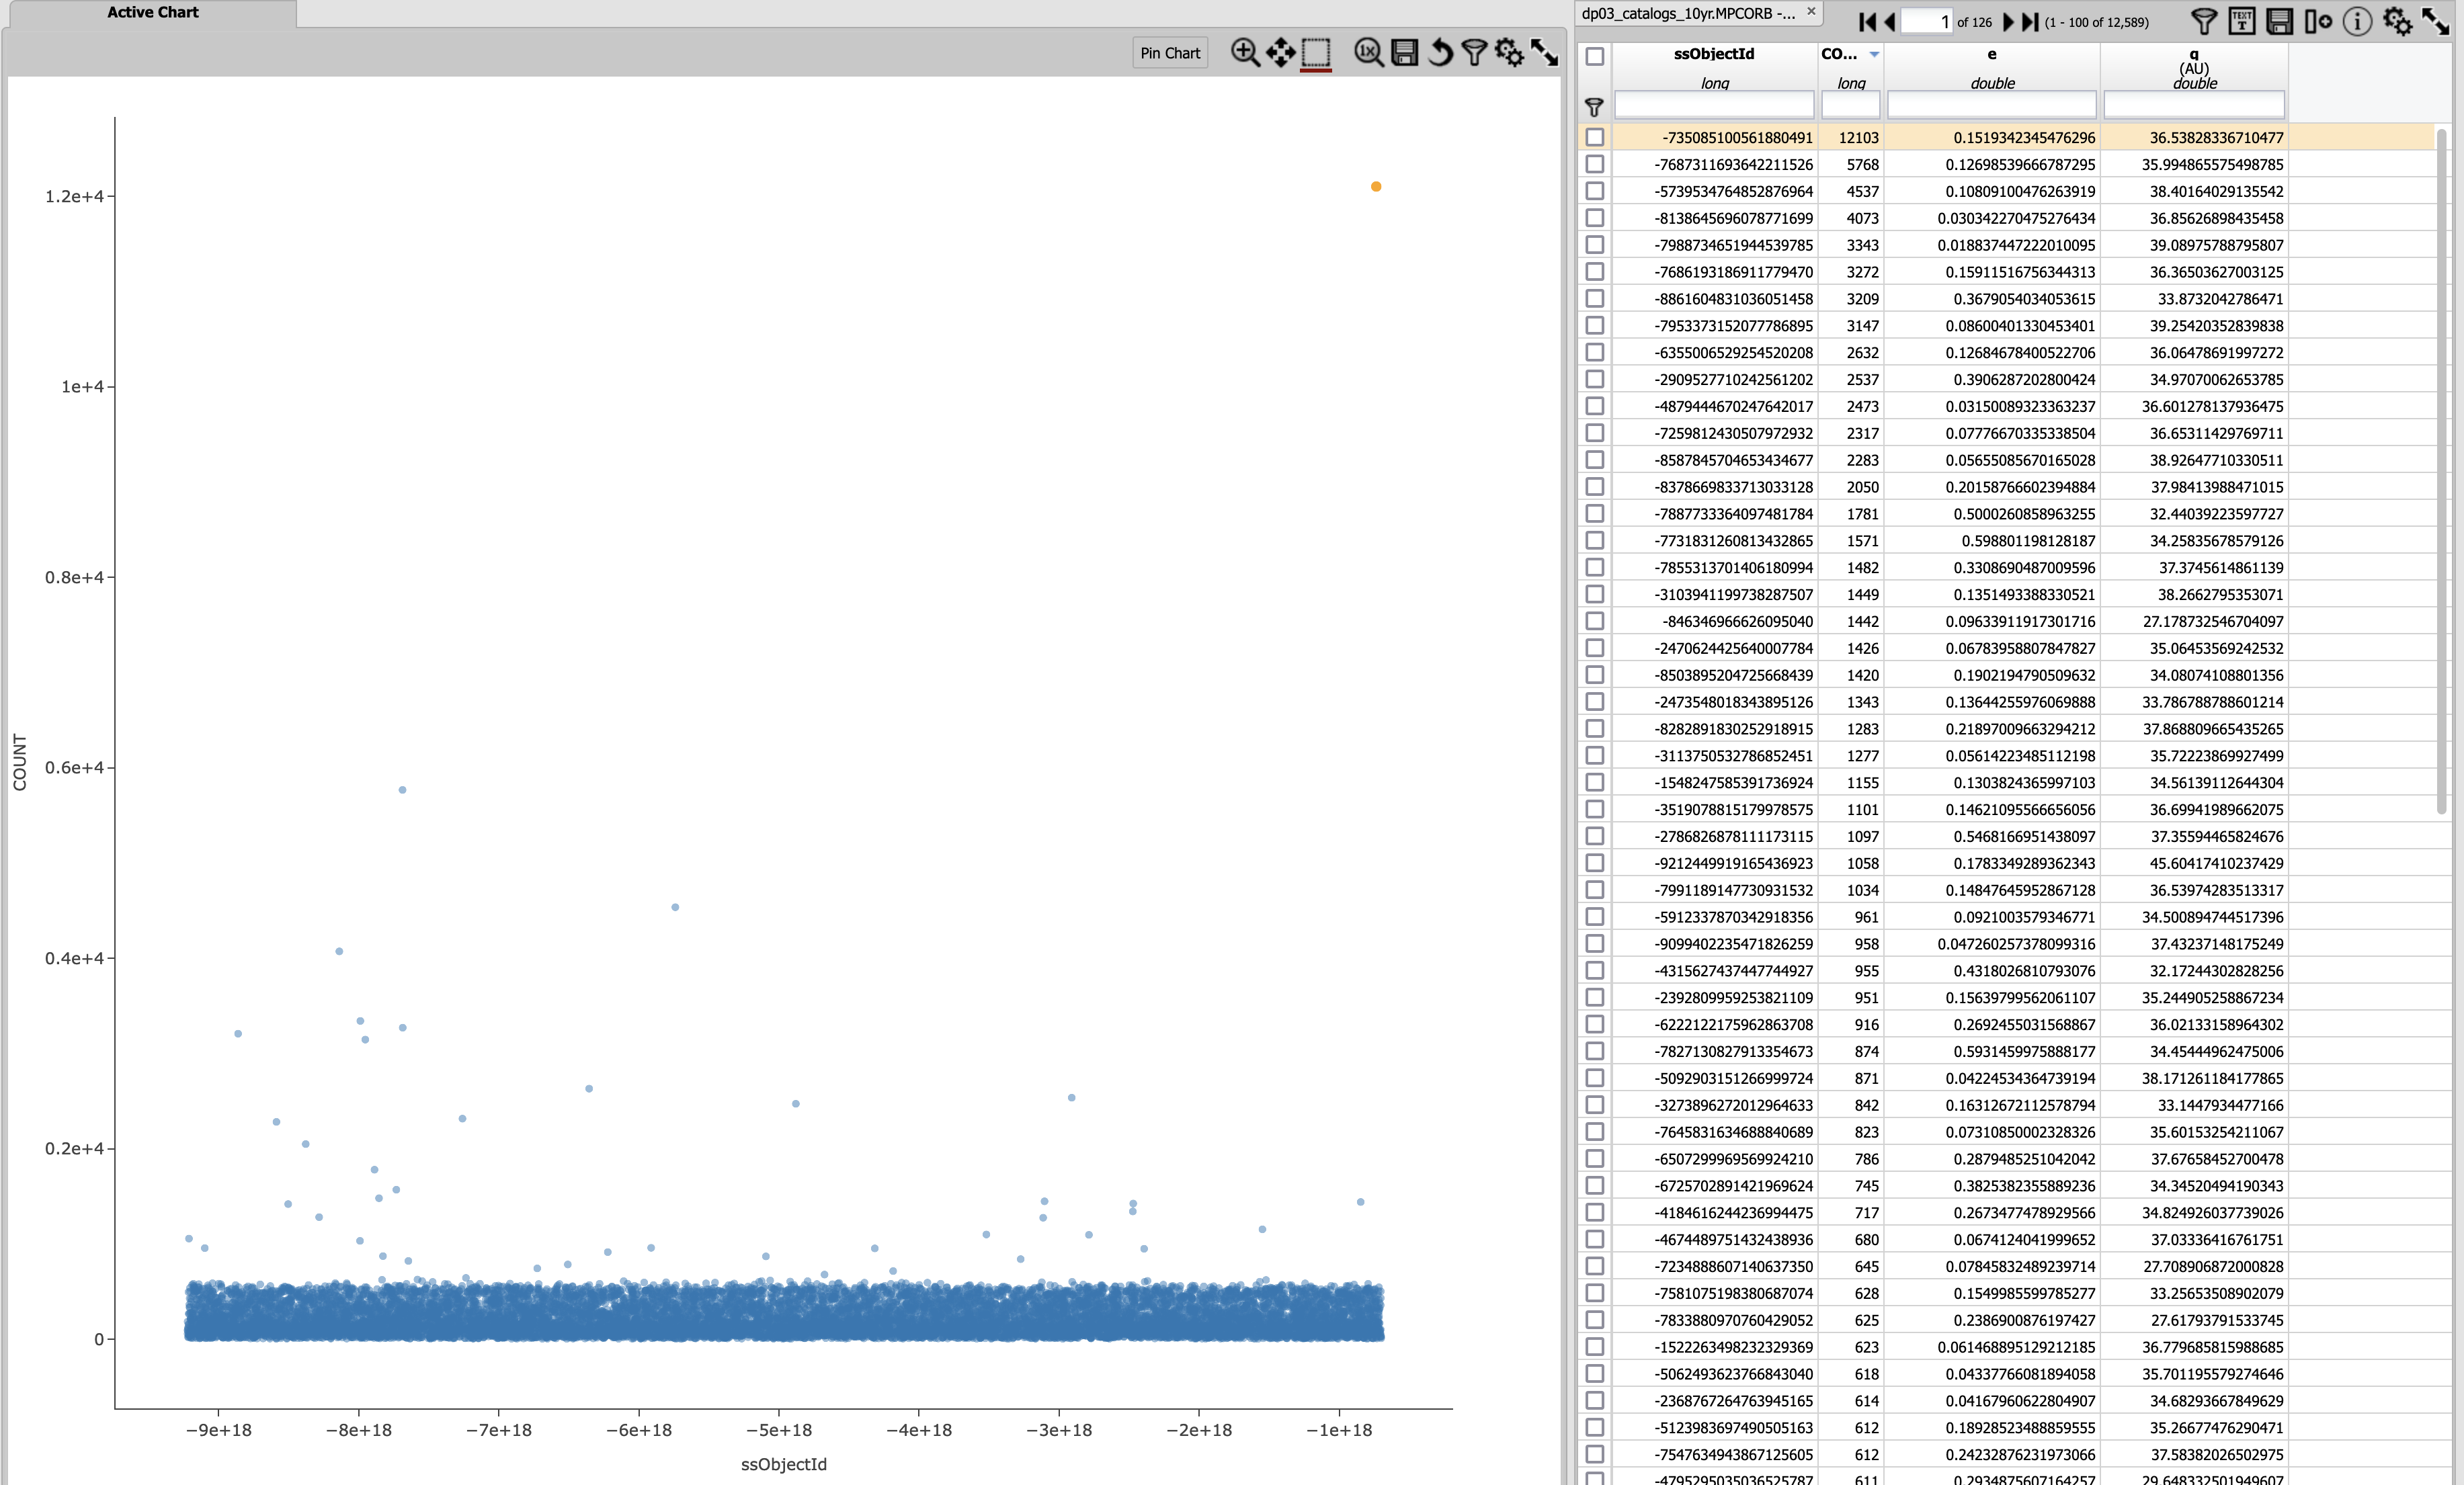 Active Chart
Pin Chart
1x
COUNT
1.2e+4
1e+4
0.8e+4
0.6e+4
0.4e+4
0.2e+4
0
−9e+18 −8e+18 −7e+18 −6e+18 −5e+18 −4e+18 −3e+18 −2e+18 −1e+18
ssObjectId
dp03_catalogs_10yr.MPCORB -... ×
1 of 126 (1 - 100 of 12,589)
TEXT T
ssObjectId CO... e q
(AU)
long long double double
-735085100561880491 12103 0.1519342345476296 36.53828336710477
-7687311693642211526 5768 0.12698539666787295 35.994865575498785
-5739534764852876964 4537 0.10809100476263919 38.40164029135542
-8138645696078771699 4073 0.030342270475276434 36.85626898435458
-7988734651944539785 3343 0.018837447222010095 39.08975788795807
-7686193186911779470 3272 0.15911516756344313 36.36503627003125
-8861604831036051458 3209 0.3679054034053615 33.8732042786471
-7953373152077786895 3147 0.08600401330453401 39.25420352839838
-6355006529254520208 2632 0.12684678400522706 36.06478691997272
-2909527710242561202 2537 0.3906287202800424 34.97070062653785
-4879444670247642017 2473 0.03150089323363237 36.601278137936475
-7259812430507972932 2317 0.07776670335338504 36.65311429769711
-8587845704653434677 2283 0.05655085670165028 38.92647710330511
-8378669833713033128 2050 0.20158766602394884 37.98413988471015
-7887733364097481784 1781 0.5000260858963255 32.44039223597727
-7731831260813432865 1571 0.598801198128187 34.25835678579126
-7855313701406180994 1482 0.3308690487009596 37.3745614861139
-3103941199738287507 1449 0.1351493388330521 38.2662795353071
-846346966626095040 1442 0.09633911917301716 27.178732546704097
-2470624425640007784 1426 0.06783958807847827 35.06453569242532
-8503895204725668439 1420 0.1902194790509632 34.08074108801356
-2473548018343895126 1343 0.13644255976069888 33.786788788601214
-8282891830252918915 1283 0.21897009663294212 37.868809665435265
-3113750532786852451 1277 0.05614223485112198 35.72223869927499
-1548247585391736924 1155 0.1303824365997103 34.56139112644304
-3519078815179978575 1101 0.14621095566656056 36.69941989662075
-2786826878111173115 1097 0.5468166951438097 37.35594465824676
-9212449919165436923 1058 0.1783349289362343 45.60417410237429
-7991189147730931532 1034 0.14847645952867128 36.53974283513317
-5912337870342918356 961 0.0921003579346771 34.500894744517396
-9099402235471826259 958 0.047260257378099316 37.43237148175249
-4315627437447744927 955 0.4318026810793076 32.17244302828256
-2392809959253821109 951 0.15639799562061107 35.244905258867234
-6222122175962863708 916 0.2692455031568867 36.02133158964302
-7827130827913354673 874 0.5931459975888177 34.45444962475006
-5092903151266999724 871 0.04224534364739194 38.171261184177865
-3273896272012964633 842 0.16312672112578794 33.1447934477166
-7645831634688840689 823 0.07310850002328326 35.60153254211067
-6507299969569924210 786 0.2879485251042042 37.67658452700478
-6725702891421969624 745 0.3825382355889236 34.34520494190343
-4184616244236994475 717 0.2673477478929566 34.824926037739026
-4674489751432438936 680 0.0674124041999652 37.03336416761751
-7234888607140637350 645 0.07845832489239714 27.708906872000828
-7581075198380687074 628 0.1549985599785277 33.25653508902079
-7833880970760429052 625 0.2386900876197427 27.61793791533745
-1522263498232329369 623 0.061468895129212185 36.779685815988685
-5062493623766843040 618 0.04337766081894058 35.701195579274646
-2368767264763945165 614 0.04167960622804907 34.68293667849629
-5123983697490505163 612 0.18928523488859555 35.26677476290471
-7547634943867125605 612 0.24232876231973066 37.58382026502975
-4795295035036525787 611 0.2934875607164257 29.648332501949607